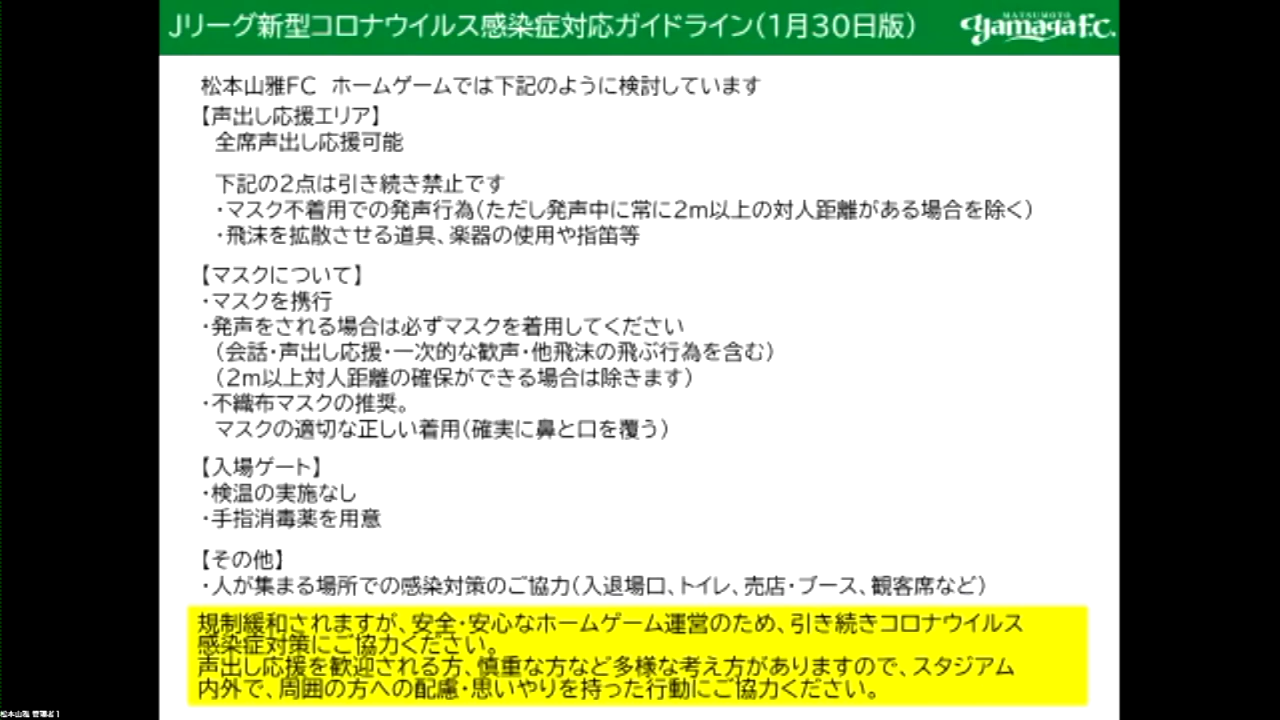 Jリーグ新型コロナウイルス感染症対応ガイドライン（1月30日版）
MATSUMOTO
yamaga F.C.
松本山雅FC　ホームゲームでは下記のように検討しています
【声出し応援エリア】
全席声出し応援可能
下記の2点は引き続き禁止です
・マスク不着用での発声行為（ただし発声中に常に2m以上の対人距離がある場合を除く）
・飛沫を拡散させる道具、楽器の使用や指笛等
【マスクについて】
・マスクを携行
・発声をされる場合は必ずマスクを着用してください
（会話・声出し応援・一次的な歓声・他飛沫の飛ぶ行為を含む）
（2m以上対人距離の確保ができる場合は除きます）
・不織布マスクの推奨。
マスクの適切な正しい着用（確実に鼻と口を覆う）
【入場ゲート】
・検温の実施なし
・手指消毒薬を用意
【その他】
・人が集まる場所での感染対策のご協力（入退場口、トイレ、売店・ブース、観客席など）
規制緩和されますが、安全・安心なホームゲーム運営のため、引き続きコロナウイルス
感染症対策にご協力ください。
声出し応援を歓迎される方、慎重な方など多様な考え方がありますので、スタジアム
内外で、周囲の方への配慮・思いやりを持った行動にご協力ください。
松本山雅 管理者1